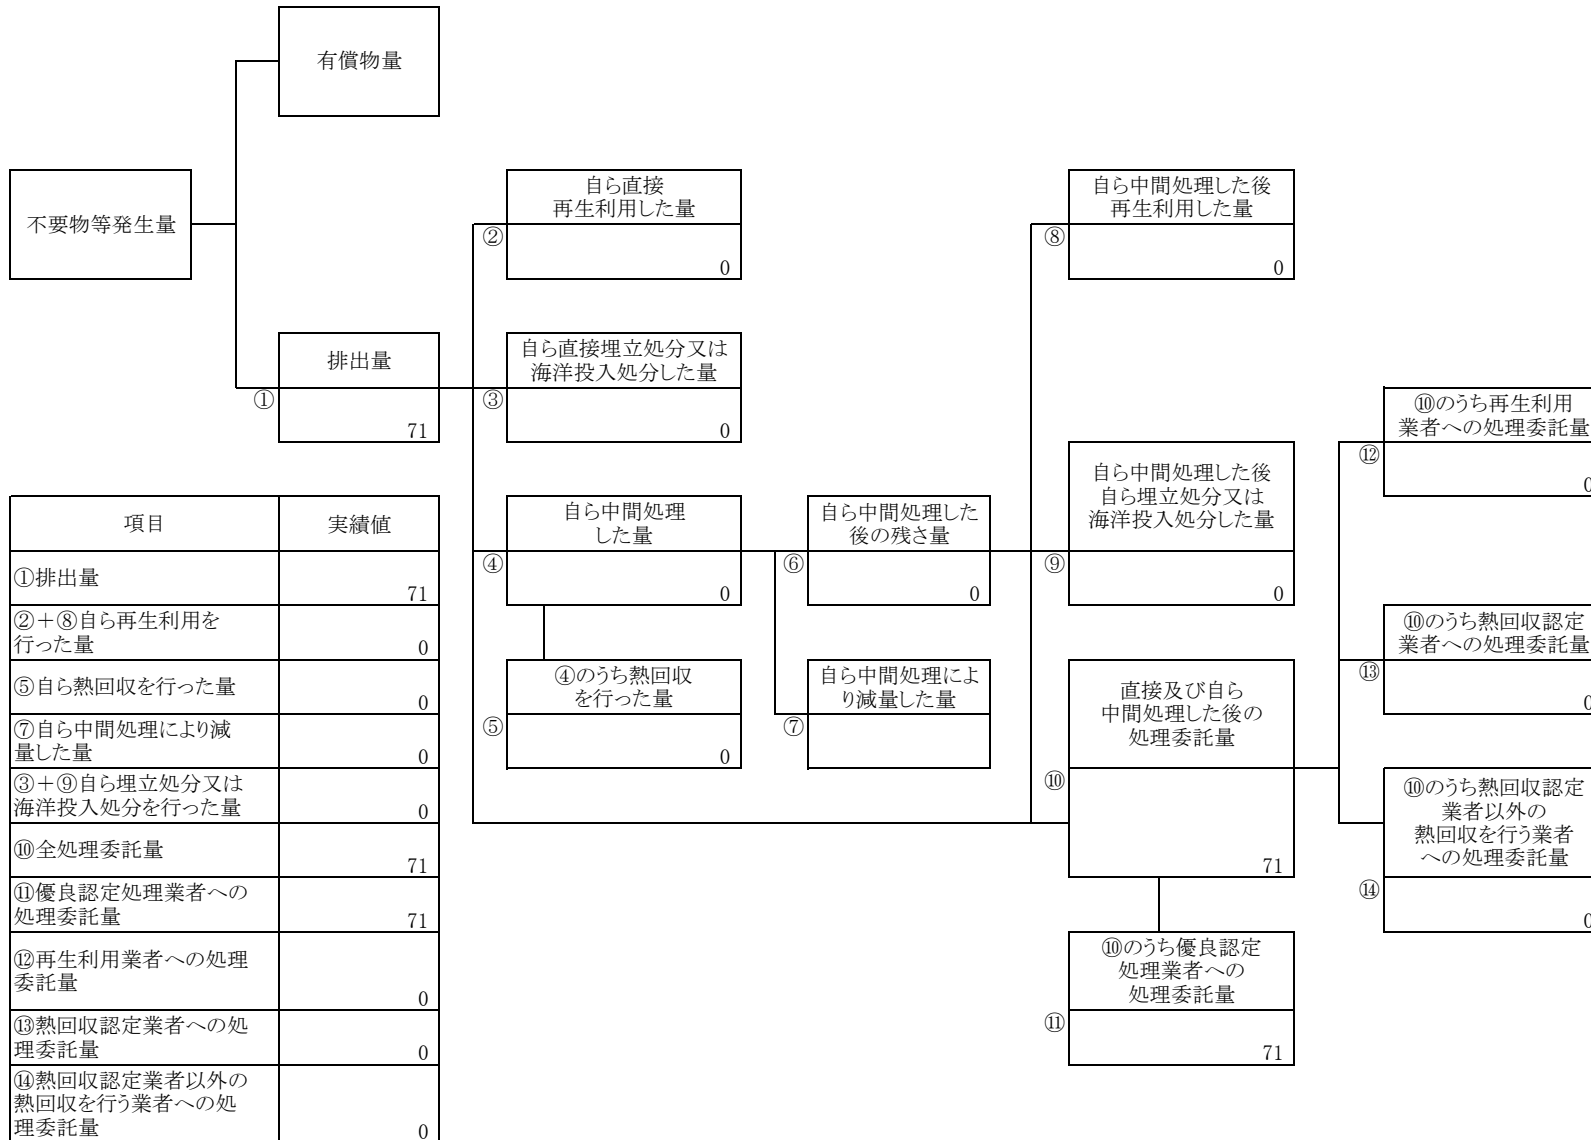 有償物量
不要物等発生量
自ら直接
再生利用した量
②
0
自ら中間処理した後
再生利用した量
⑧
0
排出量
①
71
自ら直接埋立処分又は
海洋投入処分した量
③
0
⑩のうち再生利用
業者への処理委託量
⑫
0
自ら中間処理
した量
④
0
自ら中間処理した
後の残さ量
⑥
0
自ら中間処理した後
自ら埋立処分又は
海洋投入処分した量
⑨
0
⑩のうち熱回収認定
業者への処理委託量
⑬
0
④のうち熱回収
を行った量
⑤
0
自ら中間処理によ
り減量した量
⑦
直接及び自ら
中間処理した後の
処理委託量
⑩
71
⑩のうち熱回収認定
業者以外の
熱回収を行う業者
への処理委託量
⑭
0
⑩のうち優良認定
処理業者への
処理委託量
⑪
71
項目 実績値
①排出量 71
②＋⑧自ら再生利用を
行った量 0
⑤自ら熱回収を行った量 0
⑦自ら中間処理により減
量した量 0
③＋⑨自ら埋立処分又は
海洋投入処分を行った量 0
⑩全処理委託量 71
⑪優良認定処理業者への
処理委託量 71
⑫再生利用業者への処理
委託量 0
⑬熱回収認定業者への処
理委託量 0
⑭熱回収認定業者以外の
熱回収を行う業者への処
理委託量 0